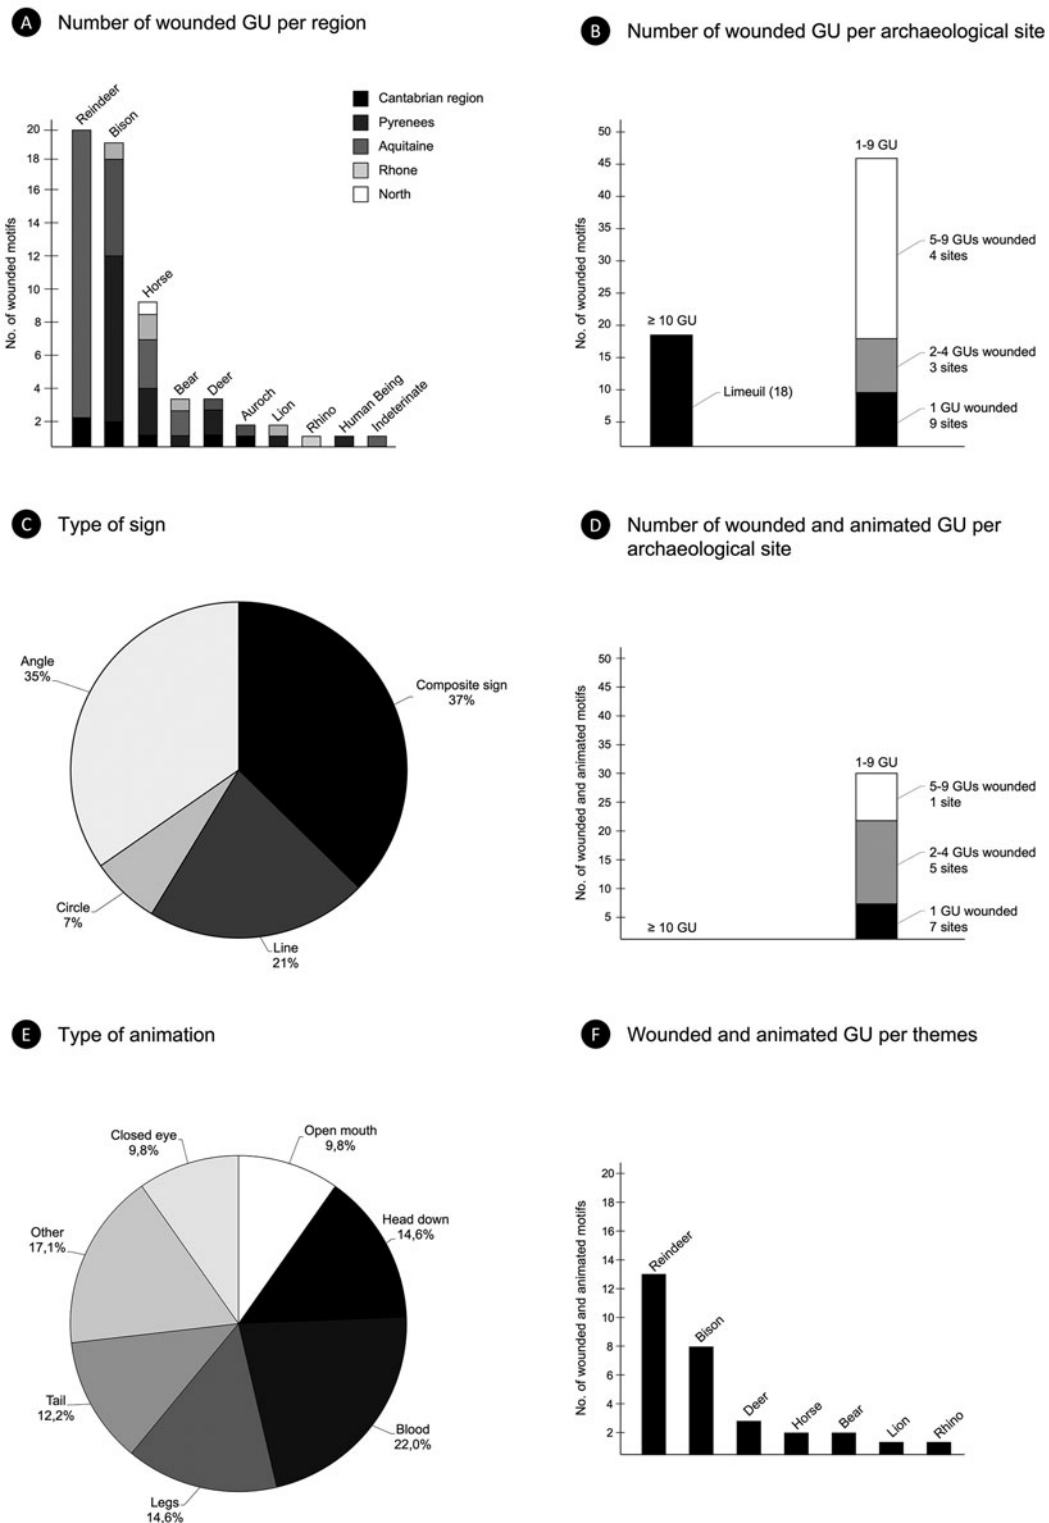 A Number of wounded GU per region
No. of wounded motifs
20
18
16
14
12
10
8
6
4
2
Reindeer
Bison
Horse
Bear
Deer
Auroch
Lion
Rhino
Human Being
Indeterinate
Cantabrian region
Pyrenees
Aquitaine
Rhone
North
B Number of wounded GU per archaeological site
No. of wounded motifs
50
45
40
35
30
25
20
15
10
5
≥ 10 GU
Limeuil (18)
1-9 GU
5-9 GUs wounded
4 sites
2-4 GUs wounded
3 sites
1 GU wounded
9 sites
C Type of sign
Angle
35%
Composite sign
37%
Circle
7%
Line
21%
D Number of wounded and animated GU per
archaeological site
No. of wounded and animated motifs
50
45
40
35
30
25
20
15
10
5
≥ 10 GU
1-9 GU
5-9 GUs wounded
1 site
2-4 GUs wounded
5 sites
1 GU wounded
7 sites
E Type of animation
Closed eye
9,8%
Open mouth
9,8%
Head down
14,6%
Other
17,1%
Tail
12,2%
Blood
22,0%
Legs
14,6%
F Wounded and animated GU per themes
No. of wounded and animated motifs
20
18
16
14
12
10
8
6
4
2
Reindeer
Bison
Deer
Horse
Bear
Lion
Rhino